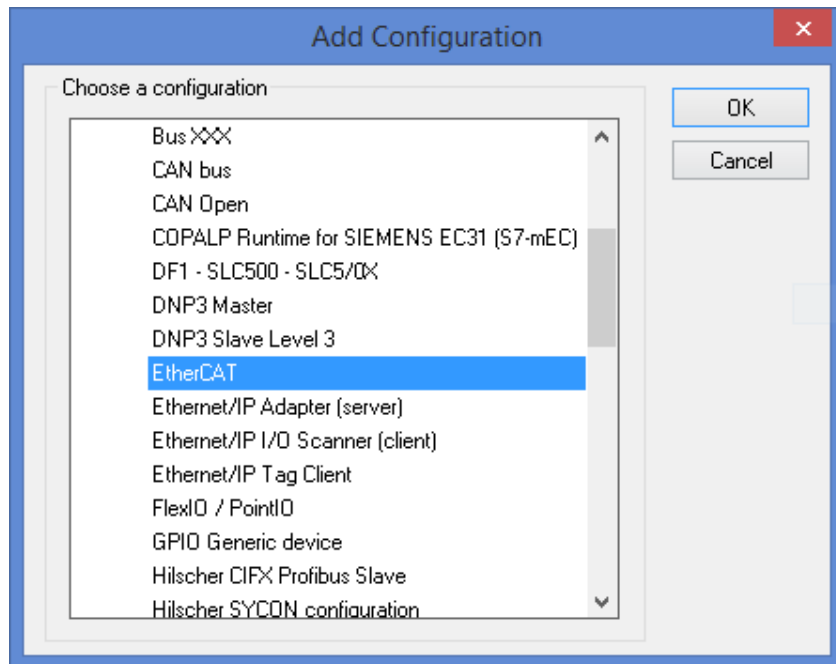 Add Configuration
Choose a configuration
OK
Cancel
Bus XXX
CAN bus
CAN Open
COPALP Runtime for SIEMENS EC31 (S7-mEC)
DF1 - SLC500 - SLC5/0X
DNP3 Master
DNP3 Slave Level 3
EtherCAT
Ethernet/IP Adapter (server)
Ethernet/IP I/O Scanner (client)
Ethernet/IP Tag Client
FlexIO / PointIO
GPIO Generic device
Hilscher CIFX Profibus Slave
Hilscher SYCON configuration